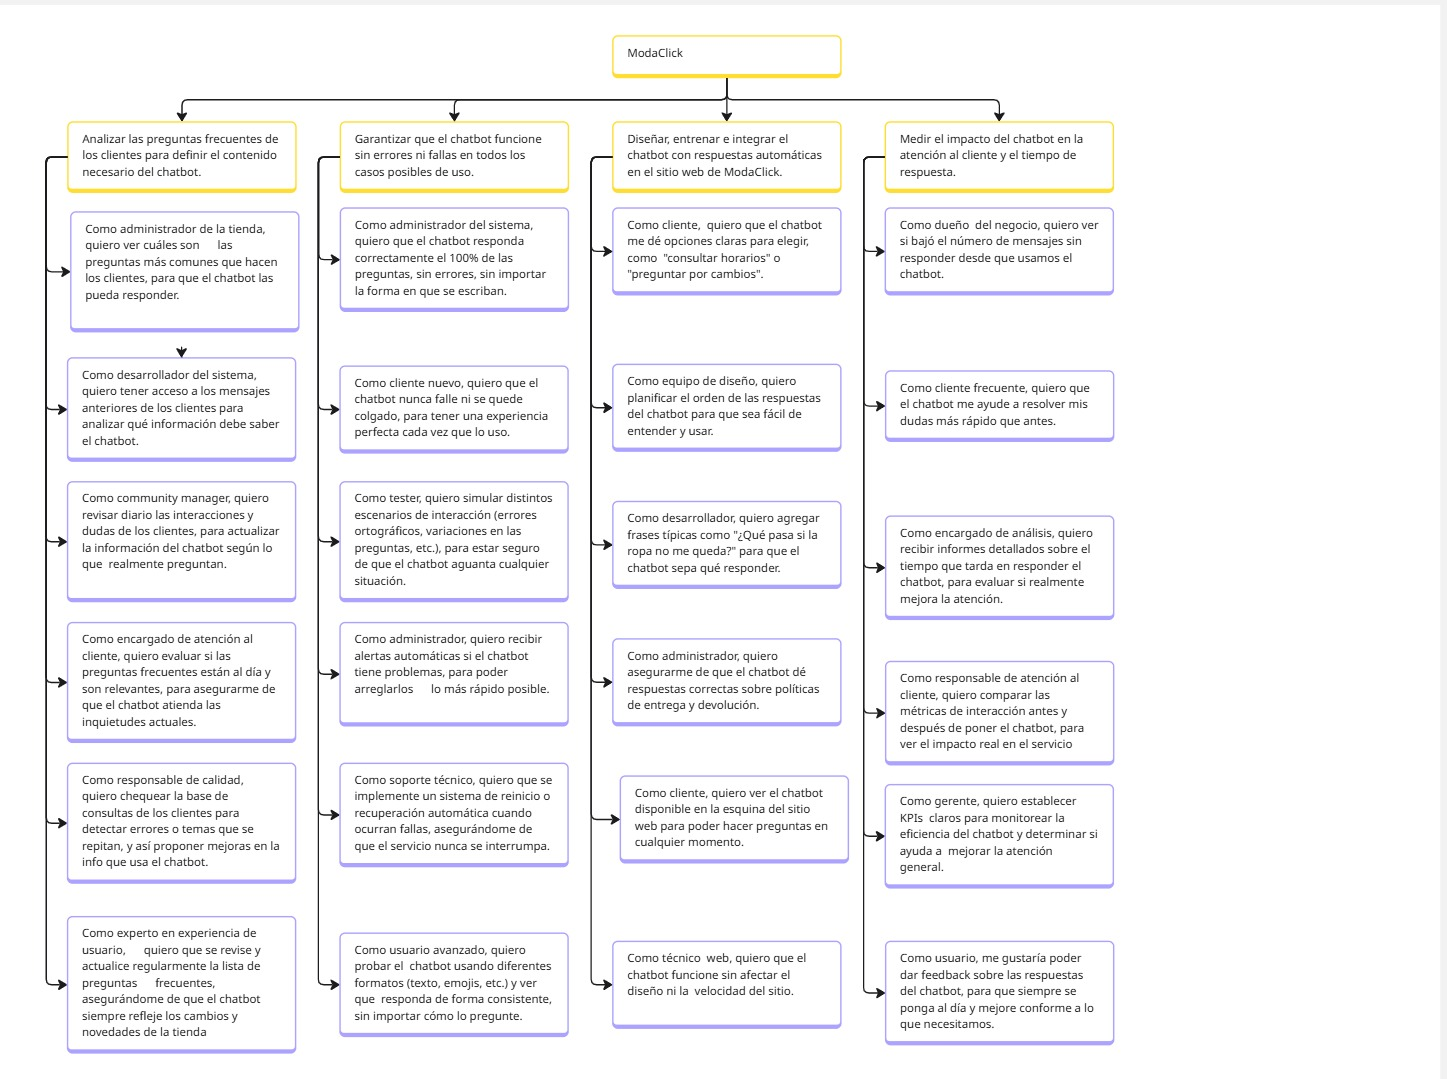 ModaClick
Analizar las preguntas frecuentes de
los clientes para definir el contenido
necesario del chatbot.
Como administrador de la tienda,
quiero ver cuáles son las
preguntas más comunes que hacen
los clientes, para que el chatbot las
pueda responder.
Como desarrollador del sistema,
quiero tener acceso a los mensajes
anteriores de los clientes para
analizar qué información debe saber
el chatbot.
Como community manager, quiero
revisar diario las interacciones y
dudas de los clientes, para actualizar
la información del chatbot según lo
que realmente preguntan.
Como encargado de atención al
cliente, quiero evaluar si las
preguntas frecuentes están al día y
son relevantes, para asegurarme de
que el chatbot atienda las
inquietudes actuales.
Como responsable de calidad,
quiero chequear la base de
consultas de los clientes para
detectar errores o temas que se
repitan, y así proponer mejoras en la
info que usa el chatbot.
Como experto en experiencia de
usuario, quiero que se revise y
actualice regularmente la lista de
preguntas frecuentes,
asegurándome de que el chatbot
siempre refleje los cambios y
novedades de la tienda
Garantizar que el chatbot funcione
sin errores ni fallas en todos los
casos posibles de uso.
Como administrador del sistema,
quiero que el chatbot responda
correctamente el 100% de las
preguntas, sin errores, sin importar
la forma en que se escriban.
Como cliente nuevo, quiero que el
chatbot nunca falle ni se quede
colgado, para tener una experiencia
perfecta cada vez que lo uso.
Como tester, quiero simular distintos
escenarios de interacción (errores
ortográficos, variaciones en las
preguntas, etc.), para estar seguro
de que el chatbot aguanta cualquier
situación.
Como administrador, quiero recibir
alertas automáticas si el chatbot
tiene problemas, para poder
arreglarlos lo más rápido posible.
Como soporte técnico, quiero que se
implemente un sistema de reinicio o
recuperación automática cuando
ocurran fallas, asegurándome de
que el servicio nunca se interrumpa.
Como usuario avanzado, quiero
probar el chatbot usando diferentes
formatos (texto, emojis, etc.) y ver
que responda de forma consistente,
sin importar cómo lo pregunte.
Diseñar, entrenar e integrar el
chatbot con respuestas automáticas
en el sitio web de ModaClick.
Como cliente, quiero que el chatbot
me dé opciones claras para elegir,
como "consultar horarios" o
"preguntar por cambios".
Como equipo de diseño, quiero
planificar el orden de las respuestas
del chatbot para que sea fácil de
entender y usar.
Como desarrollador, quiero agregar
frases típicas como "¿Qué pasa si la
ropa no me queda?" para que el
chatbot sepa qué responder.
Como administrador, quiero
asegurarme de que el chatbot dé
respuestas correctas sobre políticas
de entrega y devolución.
Como cliente, quiero ver el chatbot
disponible en la esquina del sitio
web para poder hacer preguntas en
cualquier momento.
Como técnico web, quiero que el
chatbot funcione sin afectar el
diseño ni la velocidad del sitio.
Medir el impacto del chatbot en la
atención al cliente y el tiempo de
respuesta.
Como dueño del negocio, quiero ver
si bajó el número de mensajes sin
responder desde que usamos el
chatbot.
Como cliente frecuente, quiero que
el chatbot me ayude a resolver mis
dudas más rápido que antes.
Como encargado de análisis, quiero
recibir informes detallados sobre el
tiempo que tarda en responder el
chatbot, para evaluar si realmente
mejora la atención.
Como responsable de atención al
cliente, quiero comparar las
métricas de interacción antes y
después de poner el chatbot, para
ver el impacto real en el servicio
Como gerente, quiero establecer
KPIs claros para monitorear la
eficiencia del chatbot y determinar si
ayuda a mejorar la atención
general.
Como usuario, me gustaría poder
dar feedback sobre las respuestas
del chatbot, para que siempre se
ponga al día y mejore conforme a lo
que necesitamos.